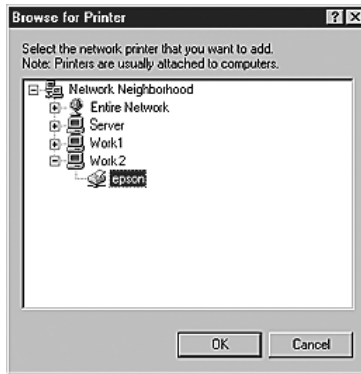 Browse for Printer
Select the network printer that you want to add.
Note: Printers are usually attached to computers.
Network Neighborhood
Entire Network
Server
Work1
Work2
epson
OK Cancel